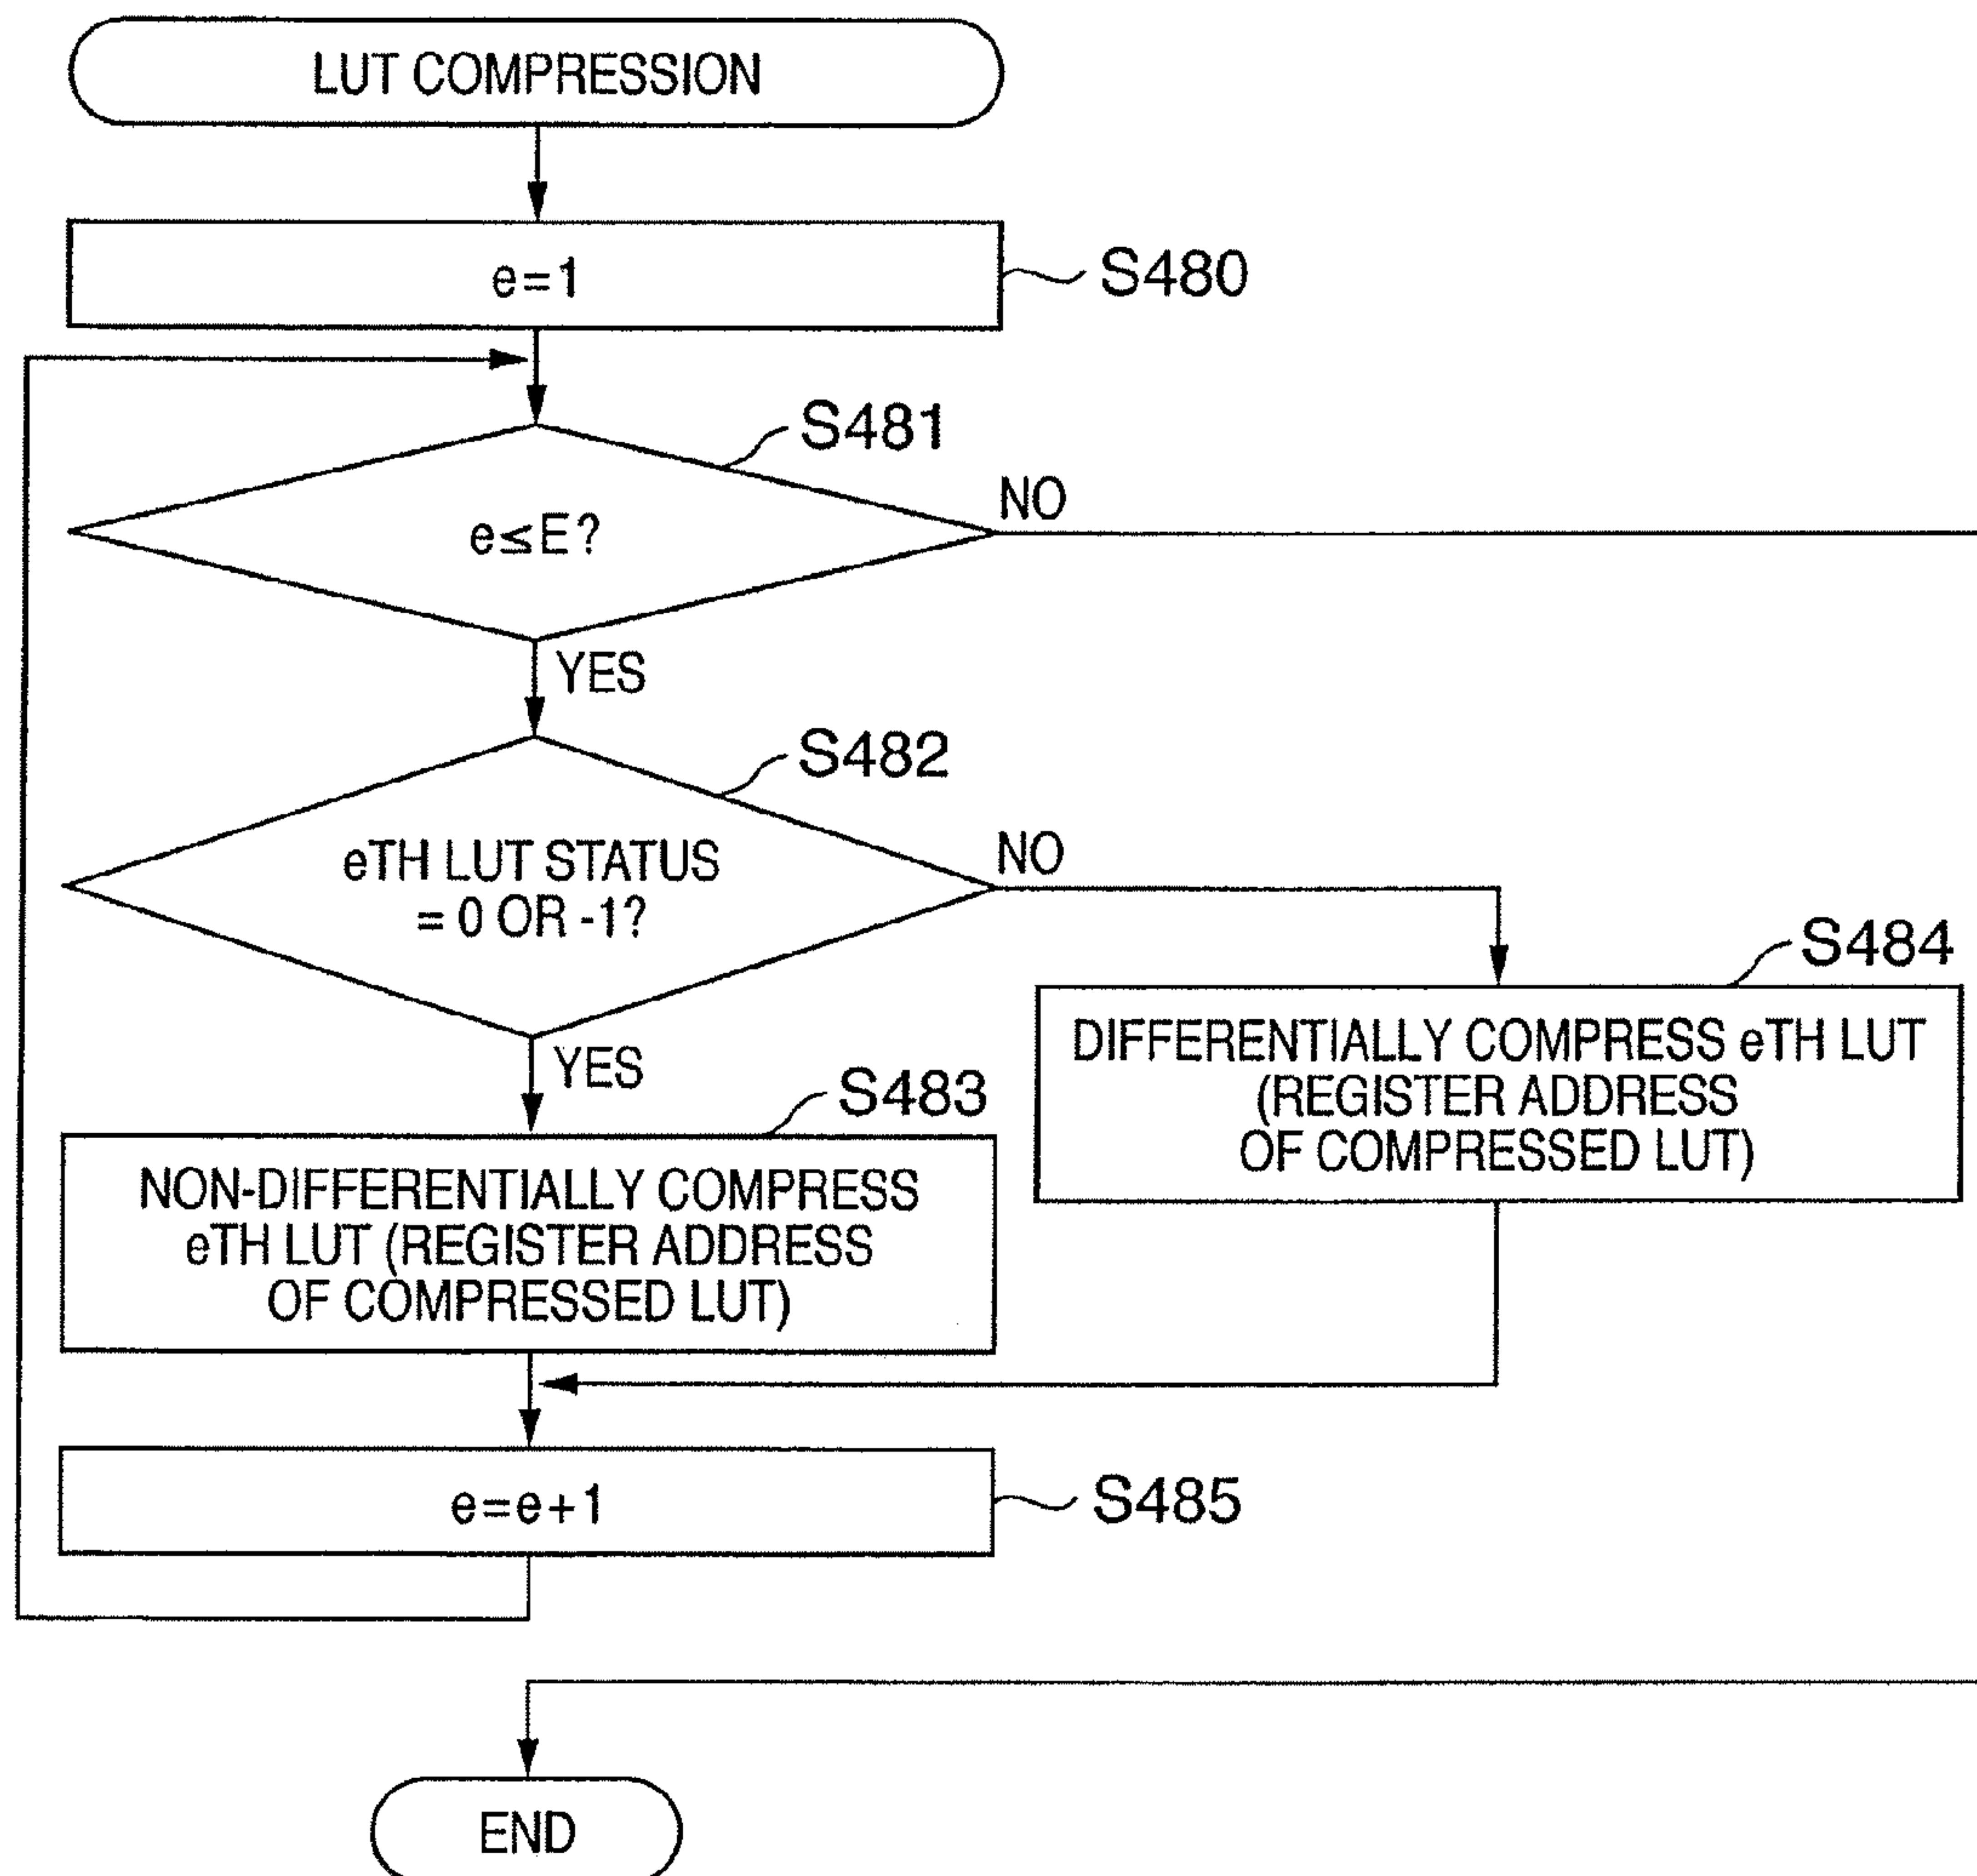 LUT COMPRESSION
e=1
S480
S481
e≤E?
NO
YES
S482
eTH LUT STATUS
= 0 OR -1?
NO
YES
S484
DIFFERENTIALLY COMPRESS eTH LUT
(REGISTER ADDRESS
OF COMPRESSED LUT)
S483
NON-DIFFERENTIALLY COMPRESS
eTH LUT (REGISTER ADDRESS
OF COMPRESSED LUT)
e=e+1
S485
END